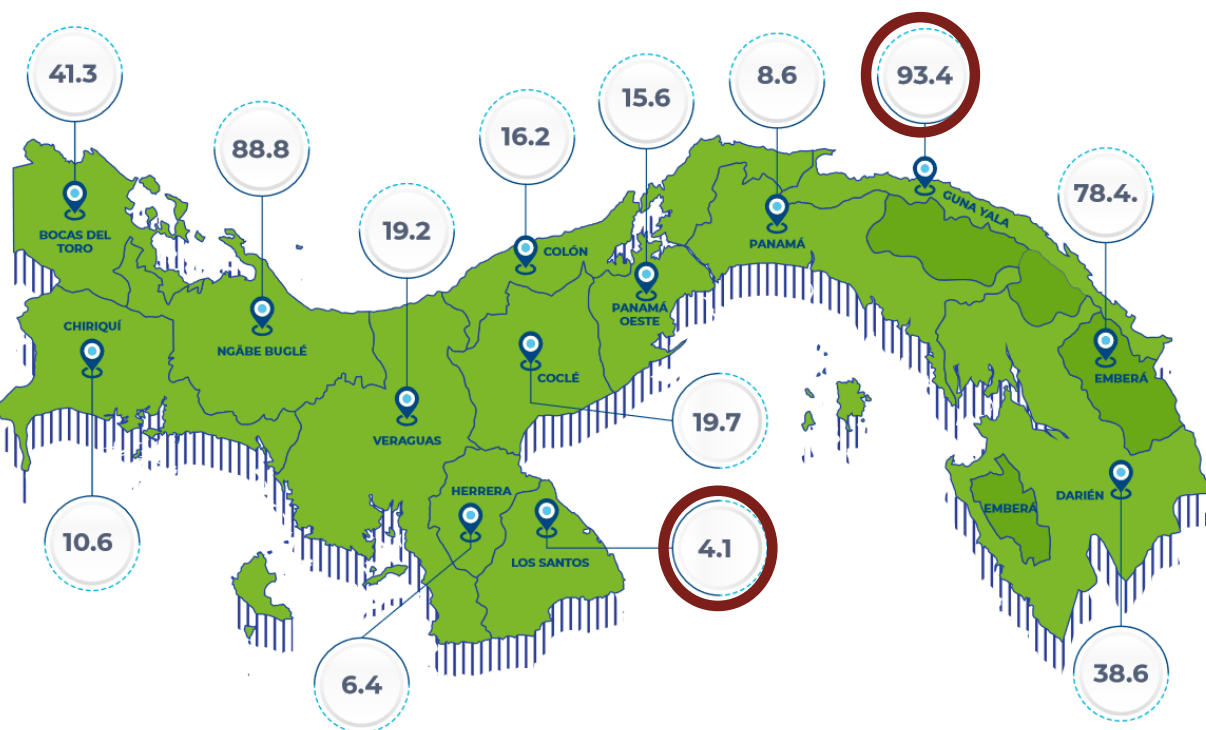 41.3
88.8
19.2
16.2
15.6
8.6
93.4
78.4.
BOCAS DEL
TORO
CHIRIQUÍ
NGÄBE BUGLÉ
VERAGUAS
COLÓN
COCLÉ
PANAMÁ
OESTE
PANAMÁ
GUNA YALA
EMBERÁ
HERRERA
LOS SANTOS
EMBERÁ
DARIÉN
19.7
4.1
10.6
6.4
38.6